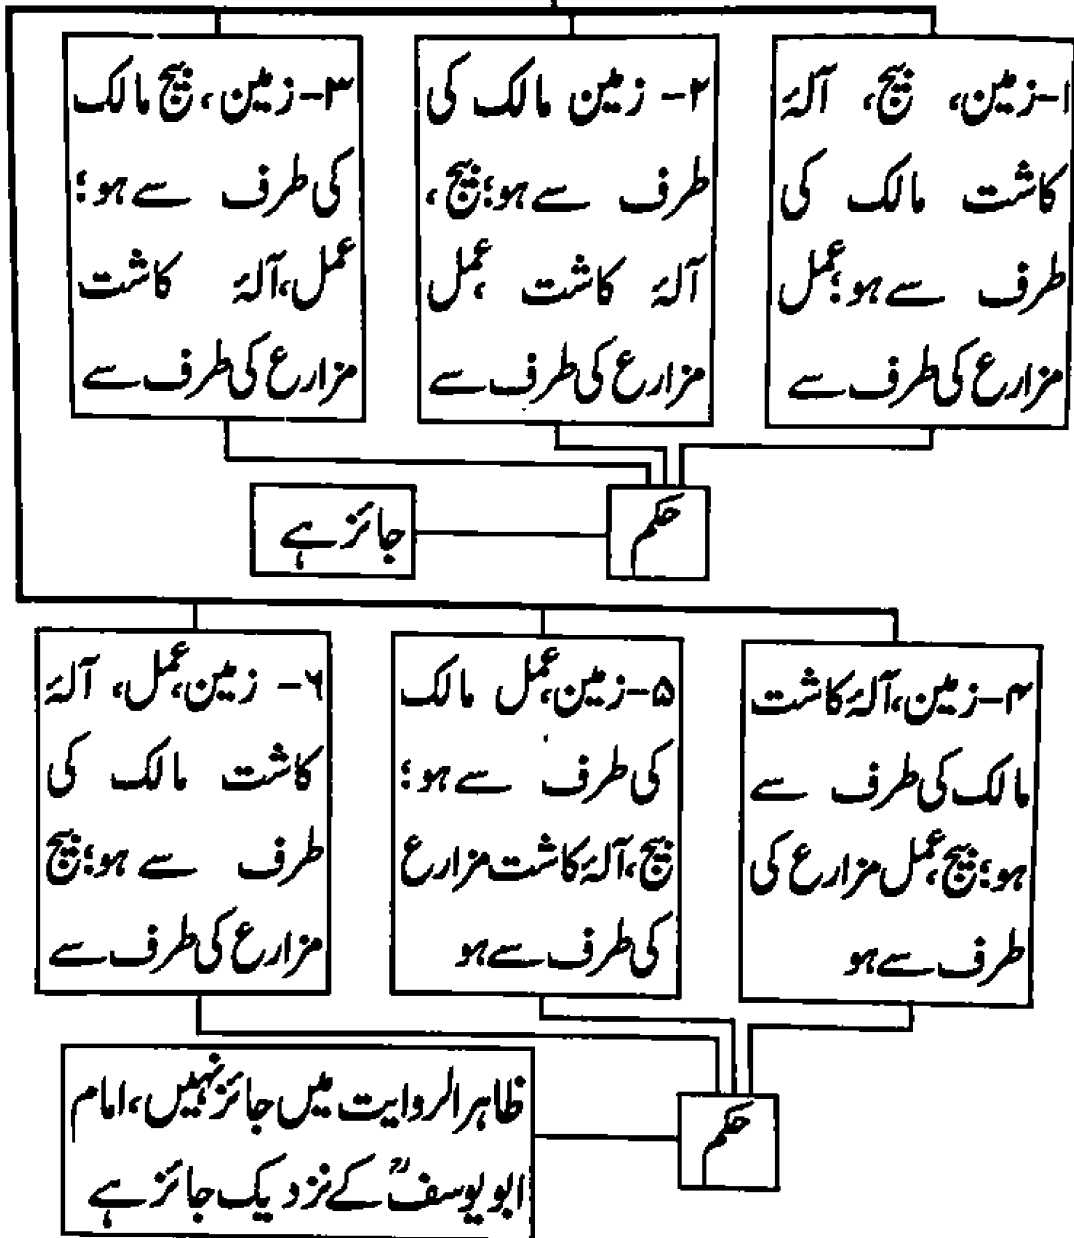 ۱-زمین، بیج، آلۂ
کاشت مالک کی
طرف سے ہو؛عمل
مزارع کی طرف سے
۲- زمین مالک کی
طرف سے ہو؛بیج،
آلۂ کاشت ،عمل
مزارع کی طرف سے
۳-زمین، بیج مالک
کی طرف سے ہو؛
عمل،آلۂ کاشت
مزارع کی طرف سے
حکم
جائز ہے
۴-زمین،آلۂ کاشت
مالک کی طرف سے
ہو؛بیج،عمل مزارع کی
طرف سے ہو
۵-زمین،عمل مالک
کی طرف سے ہو؛
بیج،آلۂ کاشت مزارع
کی طرف سے ہو
۶- زمین،عمل، آلۂ
کاشت مالک کی
طرف سے ہو؛بیج
مزارع کی طرف سے
حکم
ظاہر الروایت میں جائز نہیں،امام
ابو یوسفؒ کے نزدیک جائز ہے